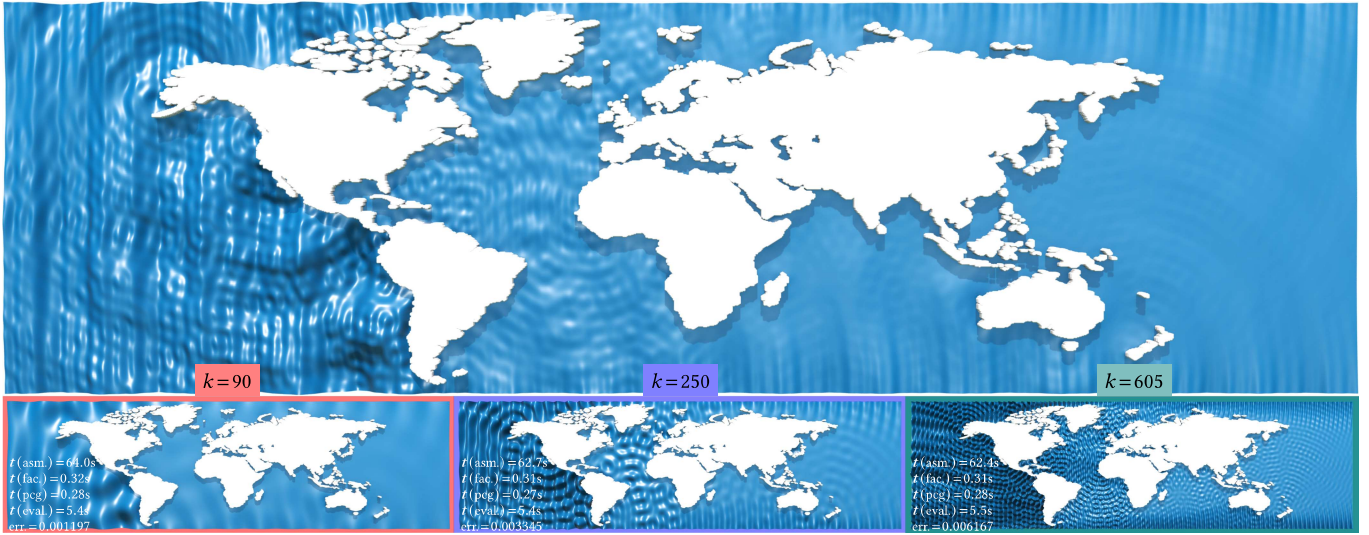 k=90
k=250
k=605
t(asm.)=64.0s
t(fac.)=0.32s
t(pcg)=0.28s
t(eval.)=5.4s
err.=0.001197
t(asm.)=62.7s
t(fac.)=0.31s
t(pcg)=0.27s
t(eval.)=5.4s
err.=0.003345
t(asm.)=62.4s
t(fac.)=0.31s
t(pcg)=0.28s
t(eval.)=5.5s
err.=0.006167